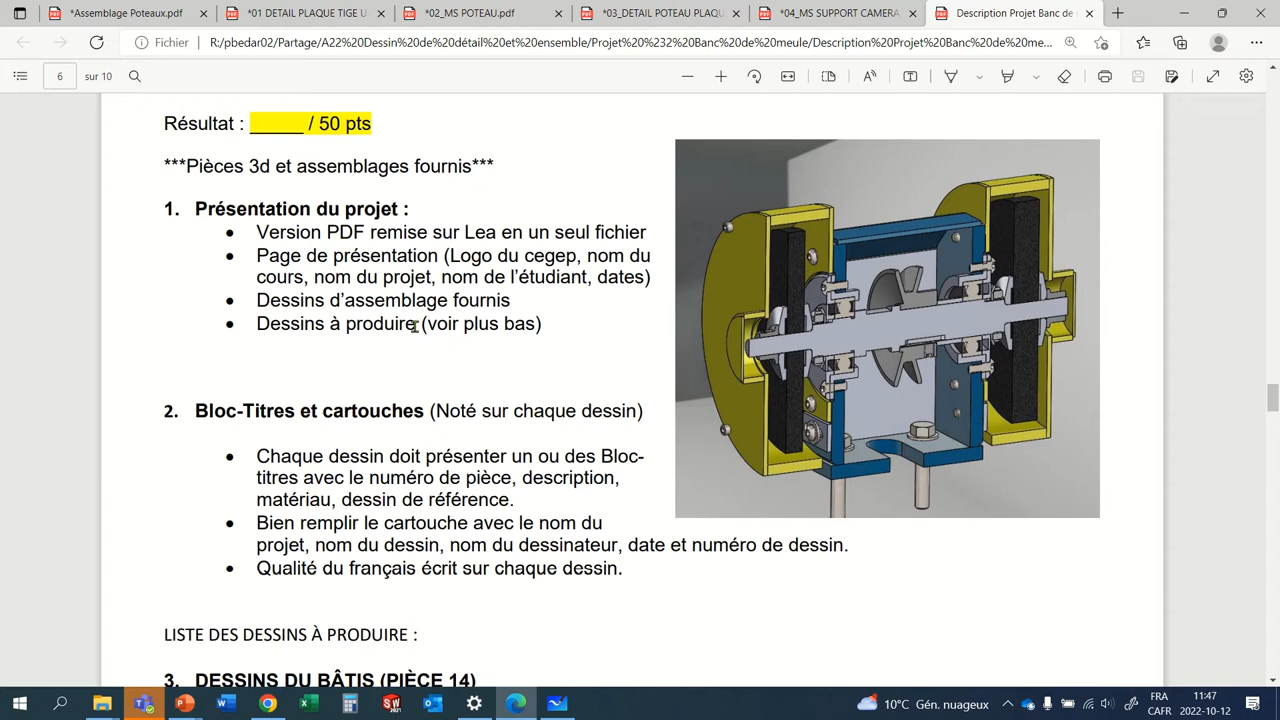 *Assemblage Poteaux.pdf
*01 DETAIL PLAQUE TIGE U
*02_MS POTEAU.pdf
*03_DETAIL POTEAU PLAQU
*04_MS SUPPORT CAMERA
Description Projet Banc de
Fichier
R:/pbedar02/Partage/A22%20Dessin%20de%20détail%20et%20ensemble/Projet%20%232%20Banc%20de%20meule/Description%20Projet%20Banc%20de%20me...
6
sur 10
Résultat : _____ / 50 pts
***Pièces 3d et assemblages fournis***
1. Présentation du projet :
• Version PDF remise sur Lea en un seul fichier
• Page de présentation (Logo du cegep, nom du
cours, nom du projet, nom de l'étudiant, dates)
• Dessins d'assemblage fournis
• Dessins à produire (voir plus bas)
2. Bloc-Titres et cartouches (Noté sur chaque dessin)
• Chaque dessin doit présenter un ou des Bloc-
titres avec le numéro de pièce, description,
matériau, dessin de référence.
• Bien remplir le cartouche avec le nom du
projet, nom du dessin, nom du dessinateur, date et numéro de dessin.
• Qualité du français écrit sur chaque dessin.
LISTE DES DESSINS À PRODUIRE :
3. DESSINS DU BÂTIS (PIÈCE 14)
10°C Gén. nuageux
FRA
CAFR
11:47
2022-10-12